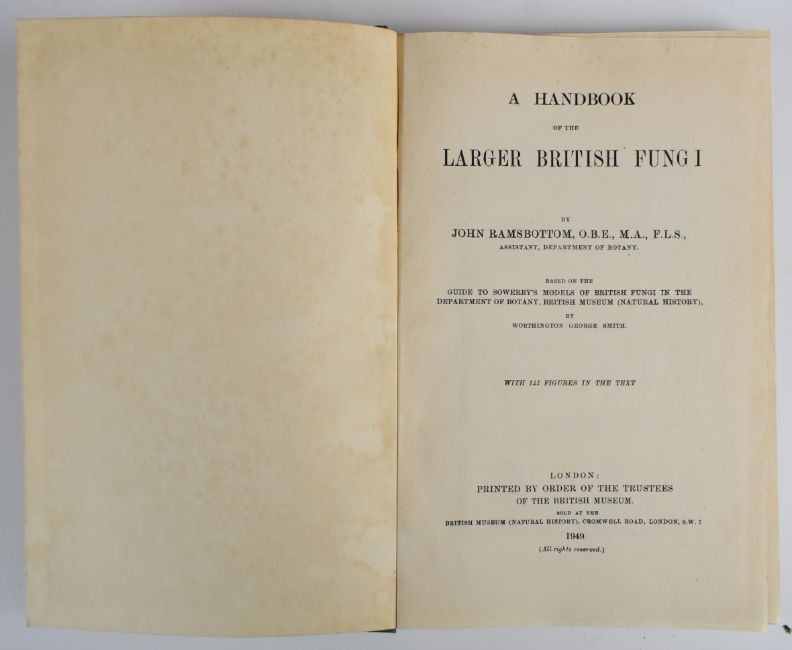 A HANDBOOK
OF THE
LARGER BRITISH FUNGI
BY
JOHN RAMSBOTTOM, O.B.E., M.A., F.L.S.,
ASSISTANT, DEPARTMENT OF BOTANY.
BASED ON THE
GUIDE TO SOWERBY'S MODELS OF BRITISH FUNGI IN THE
DEPARTMENT OF BOTANY, BRITISH MUSEUM (NATURAL HISTORY),
BY
WORTHINGTON GEORGE SMITH.
WITH 141 FIGURES IN THE TEXT
LONDON:
PRINTED BY ORDER OF THE TRUSTEES
OF THE BRITISH MUSEUM.
SOLD AT THE
BRITISH MUSEUM (NATURAL HISTORY), CROMWELL ROAD, LONDON, S.W. 7
1949
(All rights reserved.)